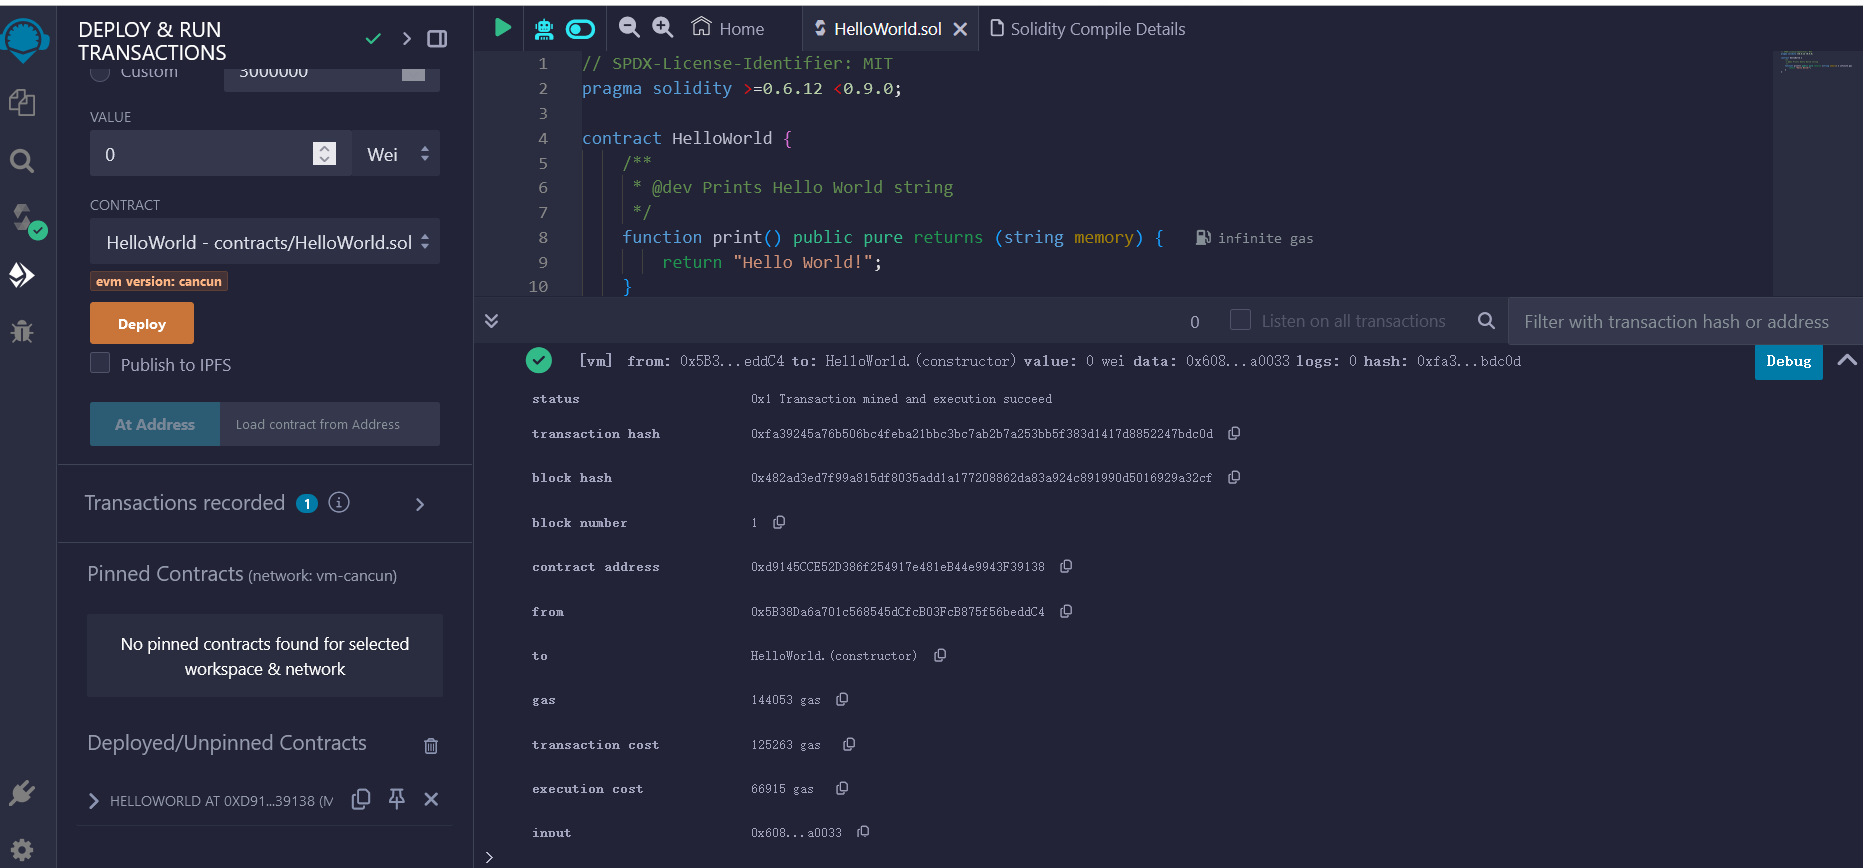 DEPLOY & RUN
TRANSACTIONS
Custom
3000000
VALUE
0
Wei
CONTRACT
HelloWorld - contracts/HelloWorld.sol
evm version: cancun
Deploy
Publish to IPFS
At Address
Load contract from Address
Transactions recorded 1
Pinned Contracts (network: vm-cancun)
No pinned contracts found for selected
workspace & network
Deployed/Unpinned Contracts
HELLOWORLD AT 0XD91...39138 (M
Home
HelloWorld.sol
Solidity Compile Details
1 // SPDX-License-Identifier: MIT
2 pragma solidity >=0.6.12 <0.9.0;
3
4 contract HelloWorld {
5 /**
6 * @dev Prints Hello World string
7 */
8 function print() public pure returns (string memory) { infinite gas
9 return "Hello World!";
10 }
0
Listen on all transactions
Filter with transaction hash or address
[vm] from: 0x5B3...eddC4 to: HelloWorld.(constructor) value: 0 wei data: 0x608...a0033 logs: 0 hash: 0xfa3...bdc0d
Debug
status 0x1 Transaction mined and execution succeed
transaction hash 0xfa39245a76b506bc4feba21bbc3bc7ab2b7a253bb5f383d1417d8852247bdc0d
block hash 0x482ad3ed7f99a815df8035add1a177208862da83a924c891990d5016929a32cf
block number 1
contract address 0xd9145CCE52D386f254917e481eB44e9943F39138
from 0x5B38Da6a701c568545dCfcB03FcB875f56beddC4
to HelloWorld.(constructor)
gas 144053 gas
transaction cost 125263 gas
execution cost 66915 gas
input 0x608...a0033